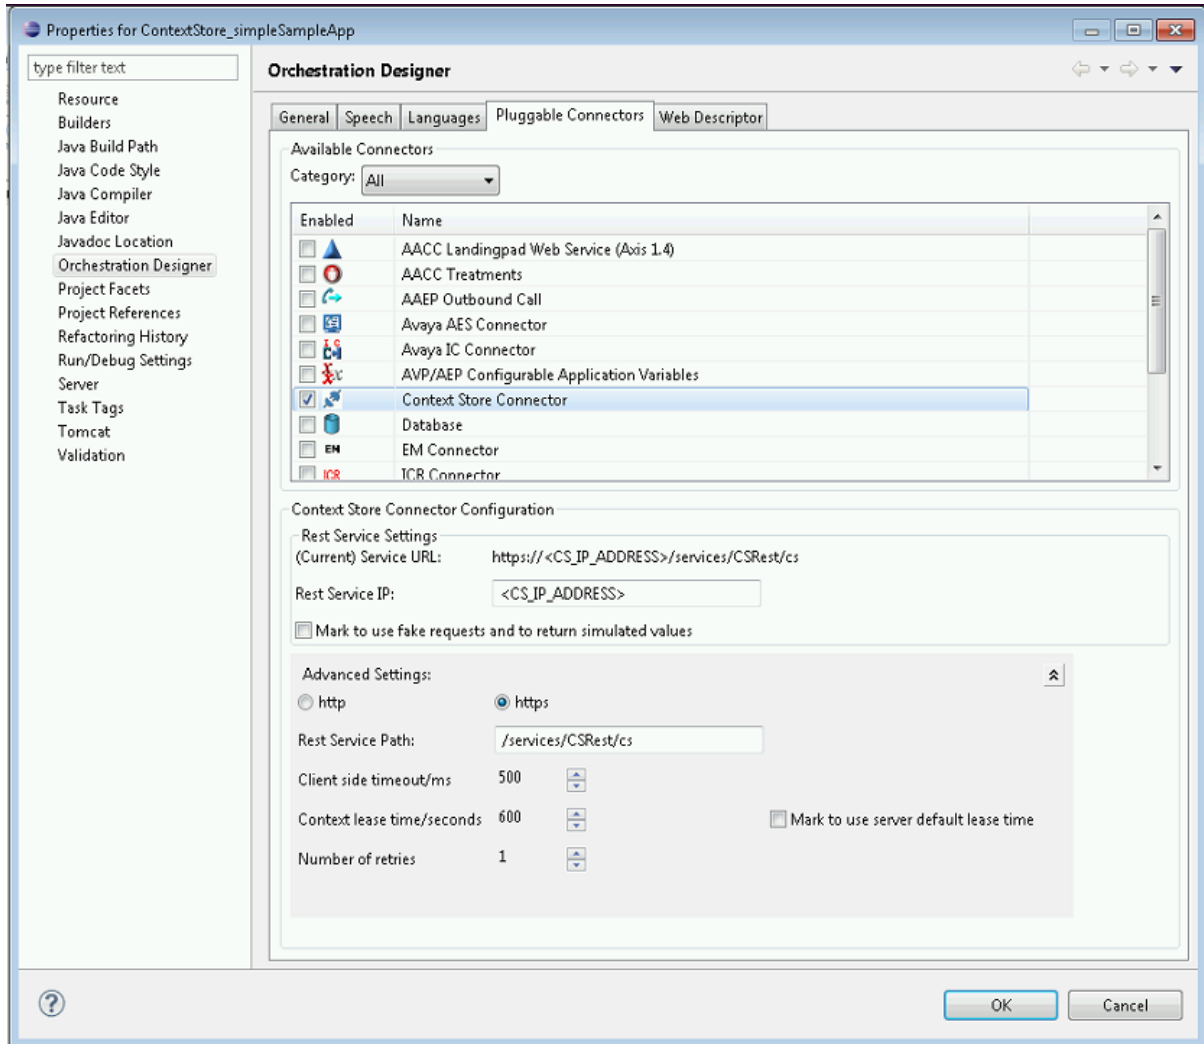 Properties for ContextStore_simpleSampleApp
type filter text
Resource
Builders
Java Build Path
Java Code Style
Java Compiler
Java Editor
Javadoc Location
Orchestration Designer
Project Facets
Project References
Refactoring History
Run/Debug Settings
Server
Task Tags
Tomcat
Validation
Orchestration Designer
General Speech Languages Pluggable Connectors Web Descriptor
Available Connectors
Category: All
Enabled Name
AACC Landingpad Web Service (Axis 1.4)
AACC Treatments
AAEP Outbound Call
Avaya AES Connector
Avaya IC Connector
AVP/AEP Configurable Application Variables
Context Store Connector
Database
EM EM Connector
ICR ICR Connector
Context Store Connector Configuration
Rest Service Settings
(Current) Service URL: https://<CS_IP_ADDRESS>/services/CSRest/cs
Rest Service IP: <CS_IP_ADDRESS>
Mark to use fake requests and to return simulated values
Advanced Settings:
http https
Rest Service Path: /services/CSRest/cs
Client side timeout/ms 500
Context lease time/seconds 600 Mark to use server default lease time
Number of retries 1
OK Cancel